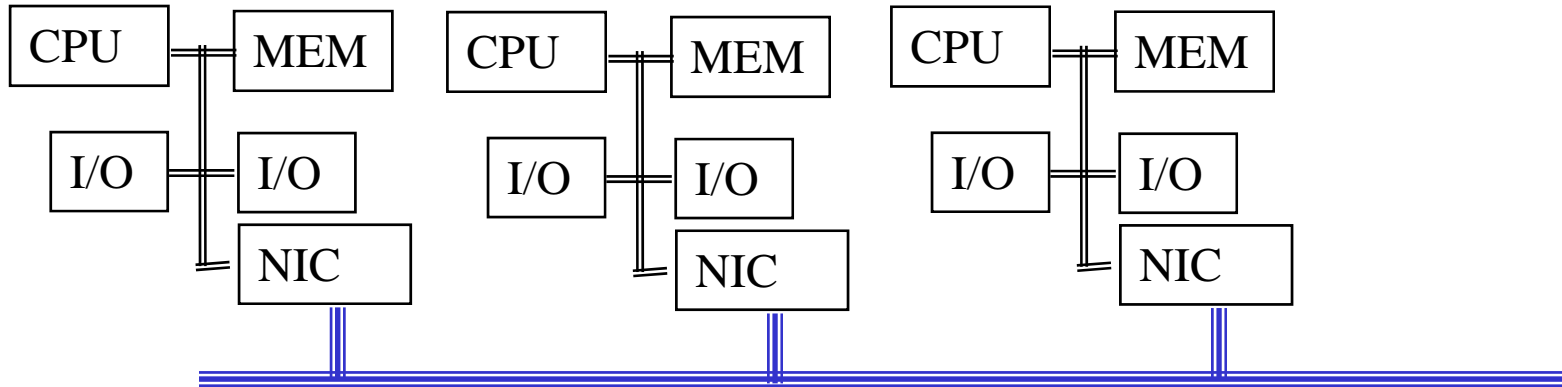 CPU MEM CPU MEM CPU MEM
I/O I/O I/O I/O I/O I/O
NIC NIC NIC